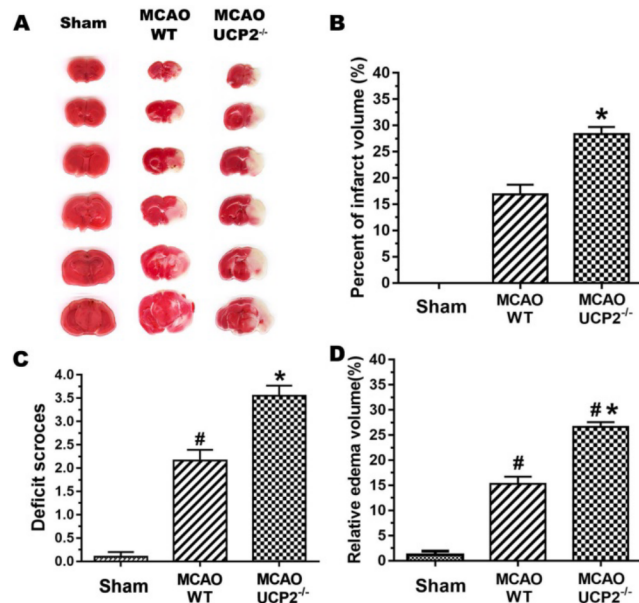 A
Sham
MCAO
WT
MCAO
UCP2-/-
B
Percent of infarct volume (%)
40
35
30
25
20
15
10
5
0
*
Sham
MCAO
WT
MCAO
UCP2-/-
C
Deficit scroces
4.0
3.5
3.0
2.5
2.0
1.5
1.0
0.5
0.0
#
*
Sham
MCAO
WT
MCAO
UCP2-/-
D
Relative edema volume(%)
40
35
30
25
20
15
10
5
0
#
# *
Sham
MCAO
WT
MCAO
UCP2-/-